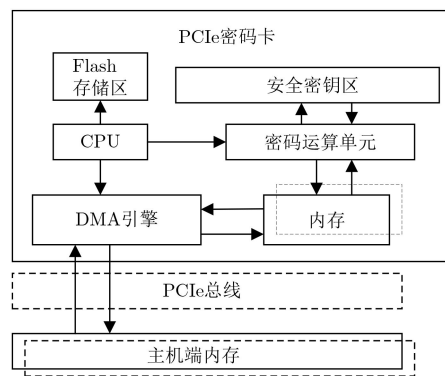 PCIe密码卡
Flash
存储区
安全密钥区
CPU
密码运算单元
DMA引擎
内存
PCIe总线
主机端内存